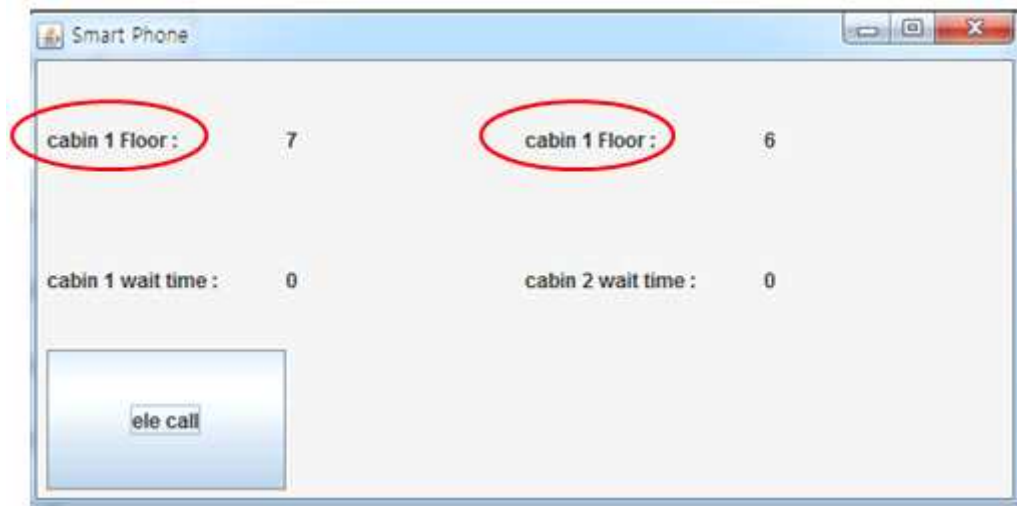 Smart Phone
cabin 1 Floor : 7 cabin 1 Floor : 6
cabin 1 wait time : 0 cabin 2 wait time : 0
ele call